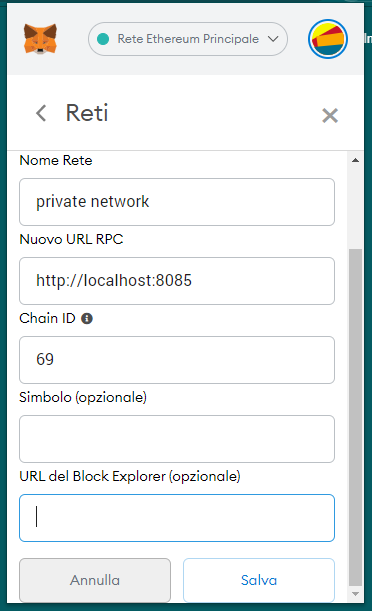 Rete Ethereum Principale
Reti
Nome Rete
private network
Nuovo URL RPC
http://localhost:8085
Chain ID
69
Simbolo (opzionale)
URL del Block Explorer (opzionale)
Annulla
Salva